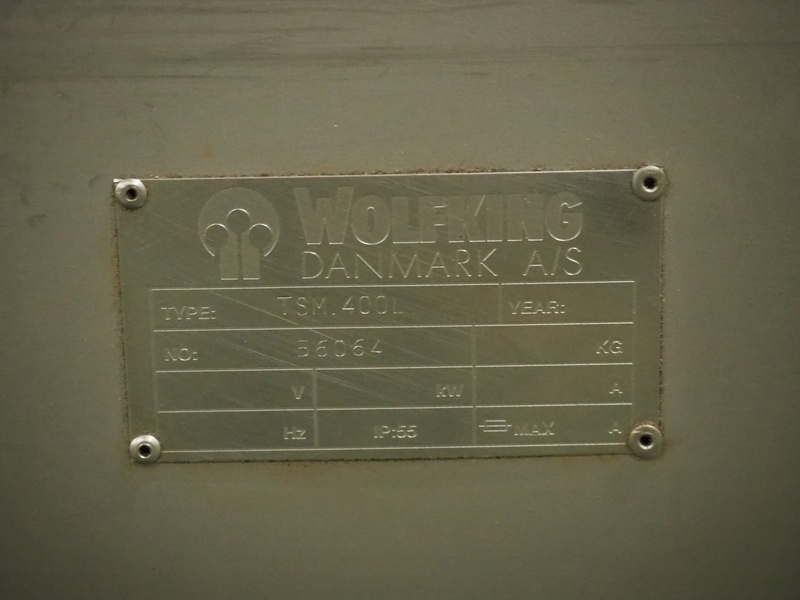 WOLFKING
DANMARK A/S
TYPE: TSM. 400L YEAR:
NO: 56064 KG
V kW A
Hz IP:55 MAX A